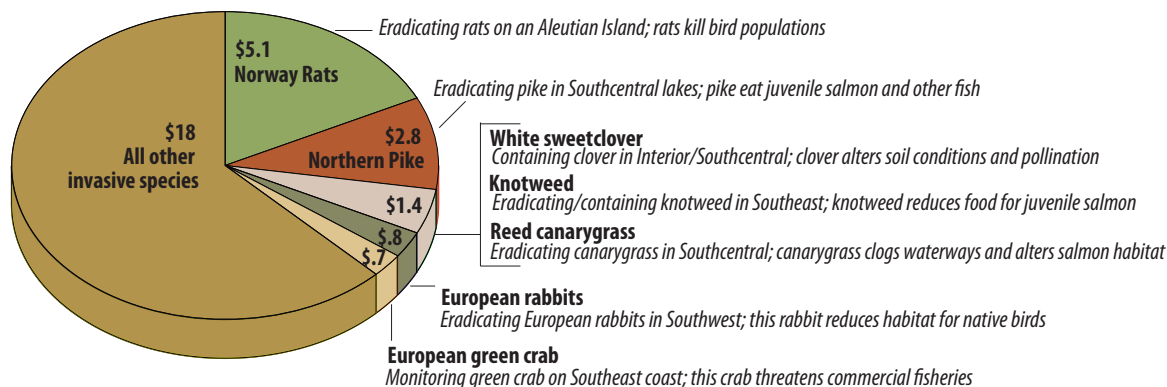 Eradicating rats on an Aleutian Island; rats kill bird populations
$5.1
Norway Rats
Eradicating pike in Southcentral lakes; pike eat juvenile salmon and other fish
$2.8
Northern Pike
$18
All other
invasive species
White sweetclover
Containing clover in Interior/Southcentral; clover alters soil conditions and pollination
Knotweed
Eradicating/containing knotweed in Southeast; knotweed reduces food for juvenile salmon
$1.4
Reed canarygrass
Eradicating canarygrass in Southcentral; canarygrass clogs waterways and alters salmon habitat
$.8
$.7
European rabbits
Eradicating European rabbits in Southwest; this rabbit reduces habitat for native birds
European green crab
Monitoring green crab on Southeast coast; this crab threatens commercial fisheries